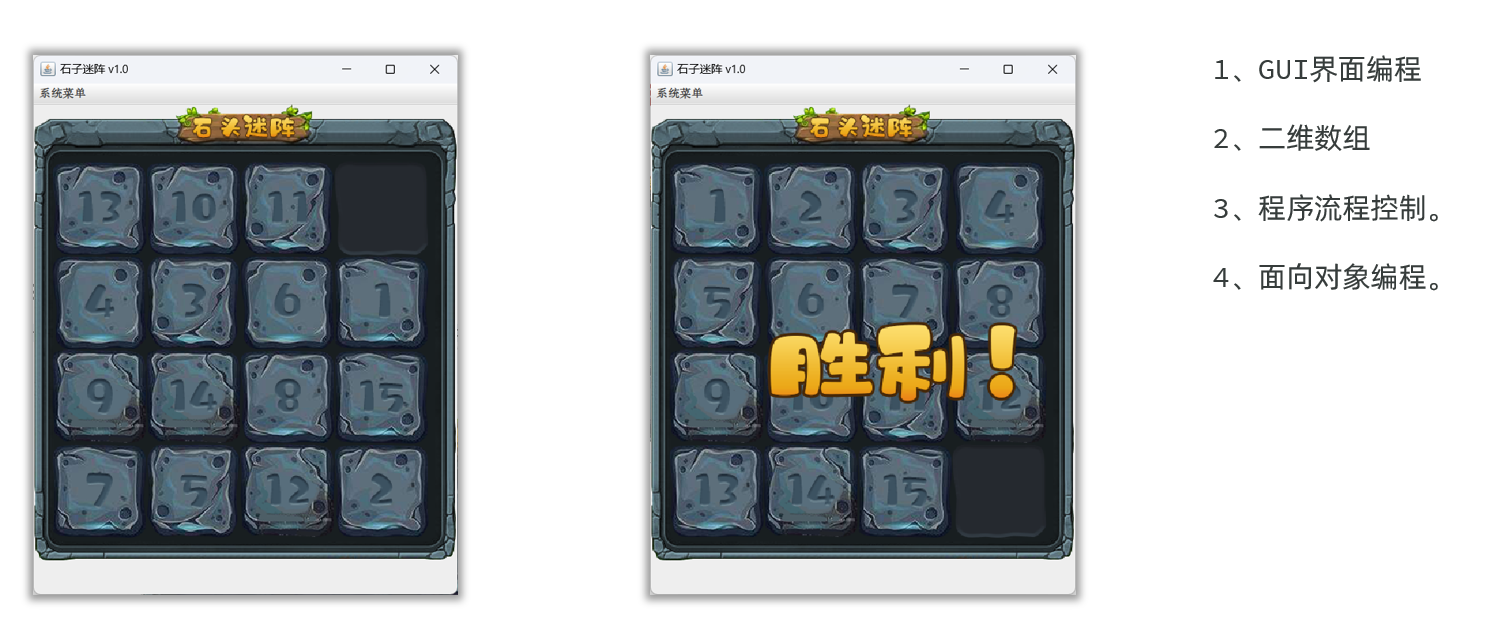 石子迷阵 v1.0
系统菜单
石头迷阵
13 10 11
4 3 6 1
9 14 8 15
7 5 12 2
石子迷阵 v1.0
系统菜单
石头迷阵
1 2 3 4
5 6 7 8
胜利！
9 10 12
13 14 15
1、GUI界面编程
2、二维数组
3、程序流程控制。
4、面向对象编程。